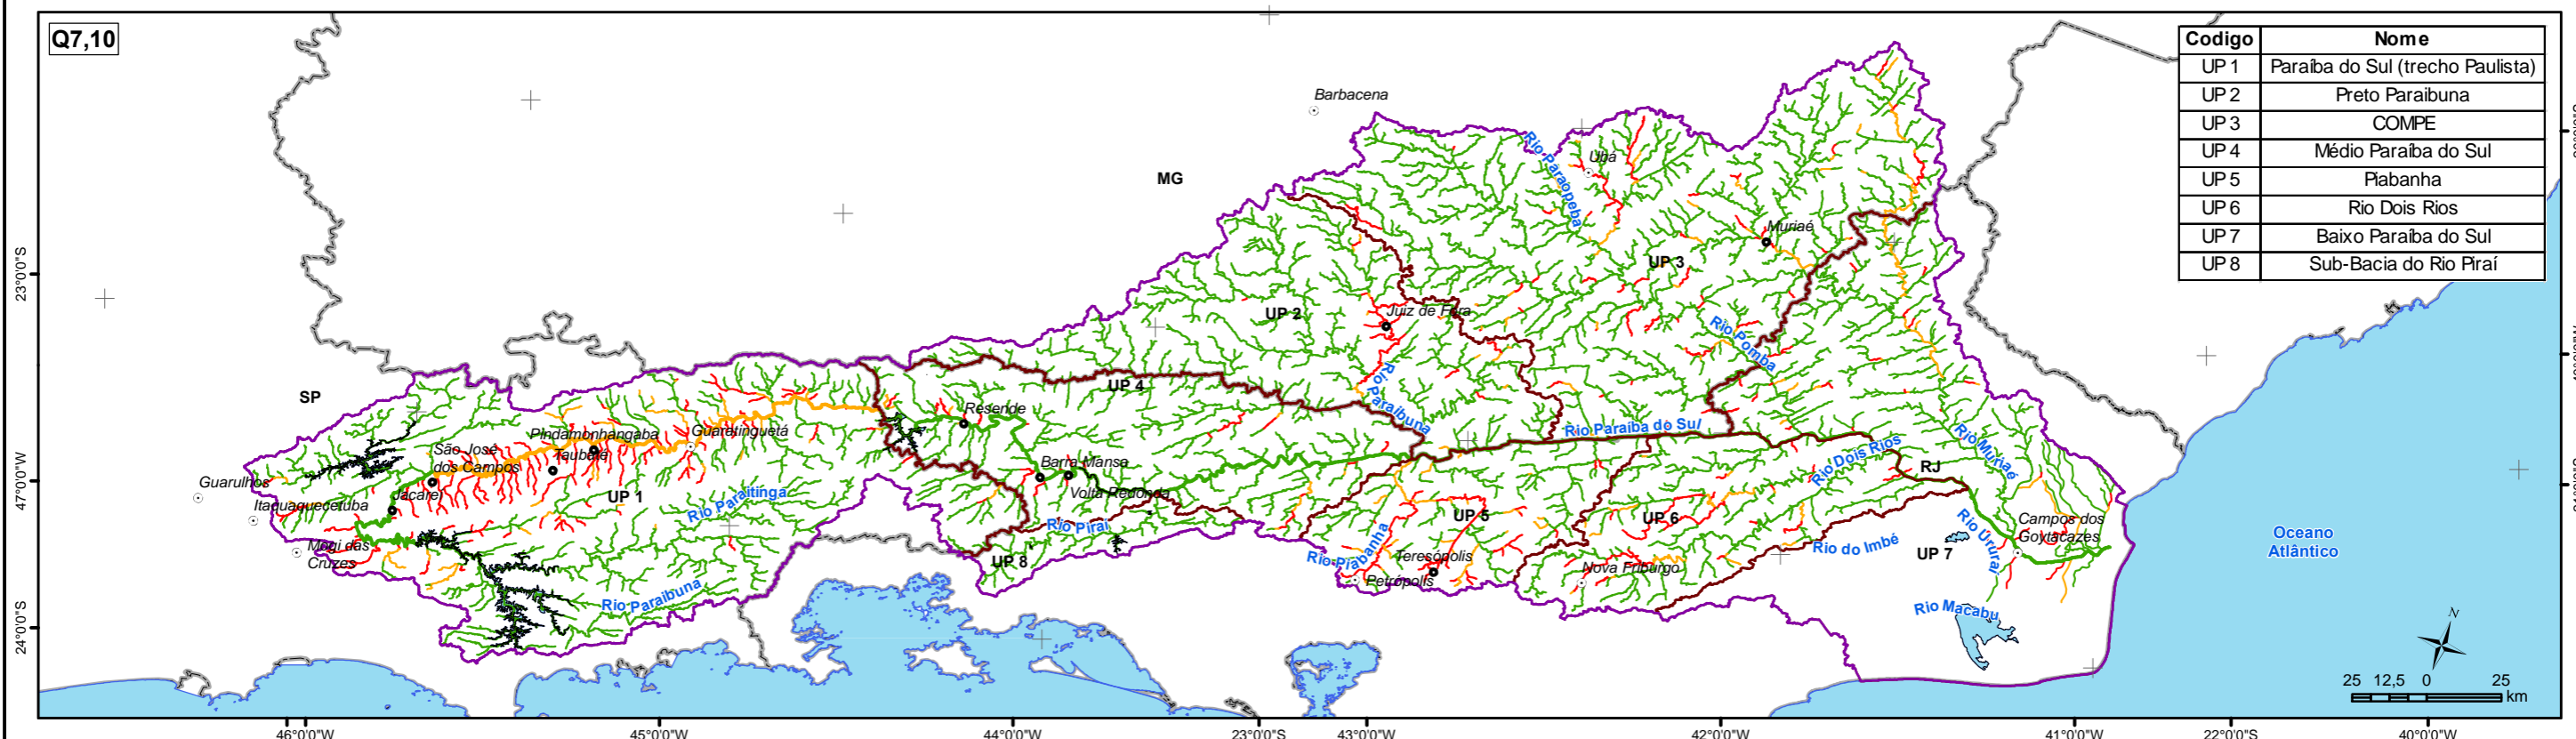 Q7,10
Codigo Nome
UP 1 Paraíba do Sul (trecho Paulista)
UP 2 Preto Paraibuna
UP 3 COMPE
UP 4 Médio Paraíba do Sul
UP 5 Piabanha
UP 6 Rio Dois Rios
UP 7 Baixo Paraíba do Sul
UP 8 Sub-Bacia do Rio Piraí
Barbacena
MG
Rio Paraopeba
Ubá
Muriaé
UP 3
23°0'0"S
UP 2
Juiz de Fora
Rio Pomba
SP
UP 4
Rio Paraibuna
Resende
Rio Paraíba do Sul
Pindamonhangaba
Guaratinguetá
São José
dos Campos
Taubaté
Barra Mansa
Rio Dois Rios
Rio Muriaé
RJ
47°0'0"W
Guarulhos
Jacareí
UP 1
Rio Paraitinga
Volta Redonda
Itaquaquecetuba
Rio Piraí
UP 5
UP 6
Rio Ururaí
Campos dos
Goytacazes
Oceano
Atlântico
Mogi das
Cruzes
UP 8
Rio Piabanha
Teresópolis
Petrópolis
Nova Friburgo
Rio do Imbé
UP 7
Rio Paraibuna
Rio Macabu
24°0'0"S
N
25 12,5 0 25
km
46°0'0"W 45°0'0"W 44°0'0"W 23°0'0"S 43°0'0"W 42°0'0"W 41°0'0"W 22°0'0"S 40°0'0"W